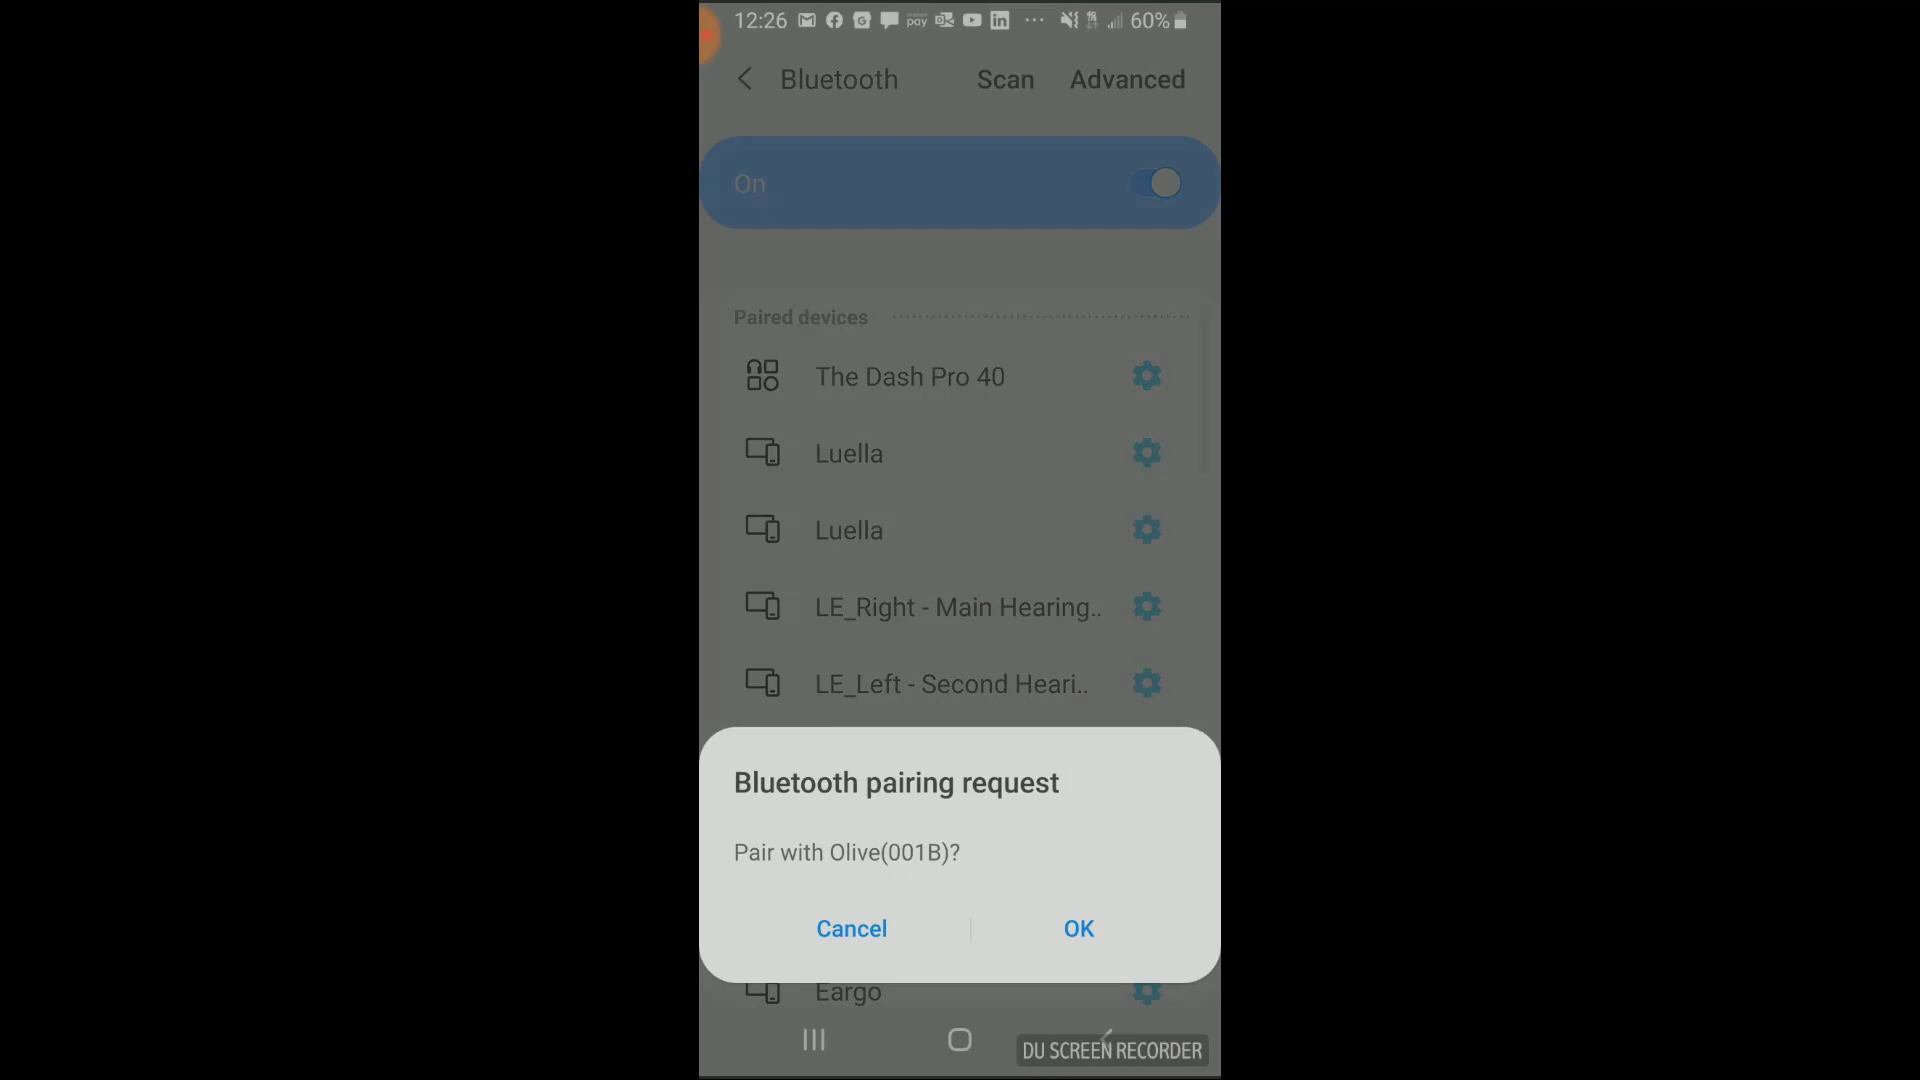 12:26 pay 60%
Bluetooth Scan Advanced
On
Paired devices
The Dash Pro 40
Luella
Luella
LE_Right - Main Hearing..
LE_Left - Second Heari..
Bluetooth pairing request
Pair with Olive(001B)?
Cancel OK
Eargo
DU SCREEN RECORDER